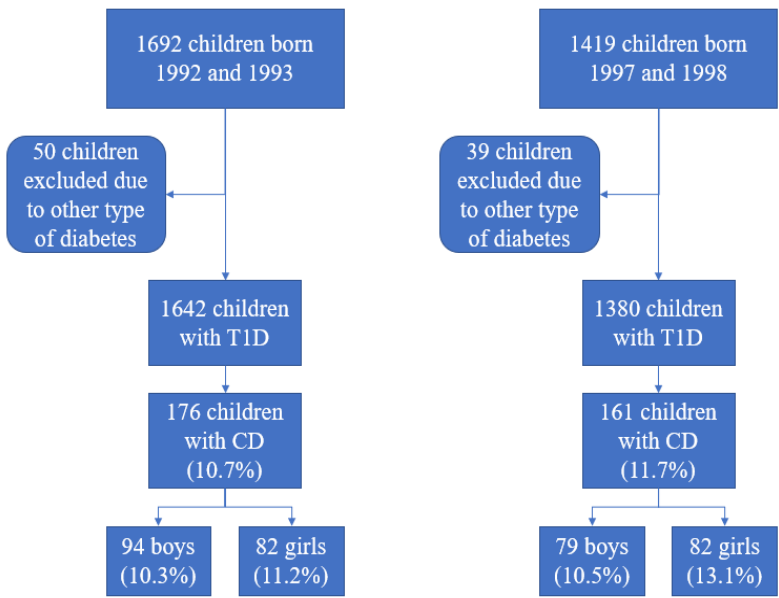 1692 children born
1992 and 1993
50 children
excluded due
to other type
of diabetes
1642 children
with T1D
176 children
with CD
(10.7%)
94 boys
(10.3%)
82 girls
(11.2%)
1419 children born
1997 and 1998
39 children
excluded due
to other type
of diabetes
1380 children
with T1D
161 children
with CD
(11.7%)
79 boys
(10.5%)
82 girls
(13.1%)